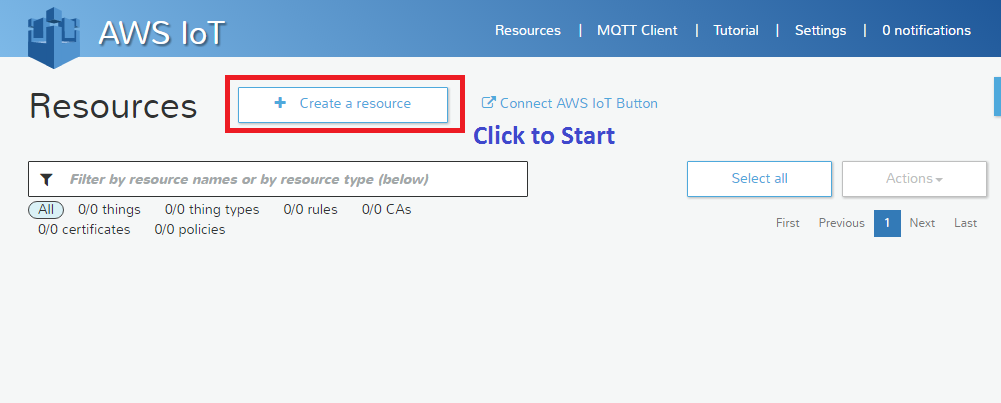 AWS IoT
Resources | MQTT Client | Tutorial | Settings | 0 notifications
Resources
+ Create a resource
Connect AWS IoT Button
Click to Start
Filter by resource names or by resource type (below)
Select all
Actions
All 0/0 things 0/0 thing types 0/0 rules 0/0 CAs
0/0 certificates 0/0 policies
First Previous 1 Next Last